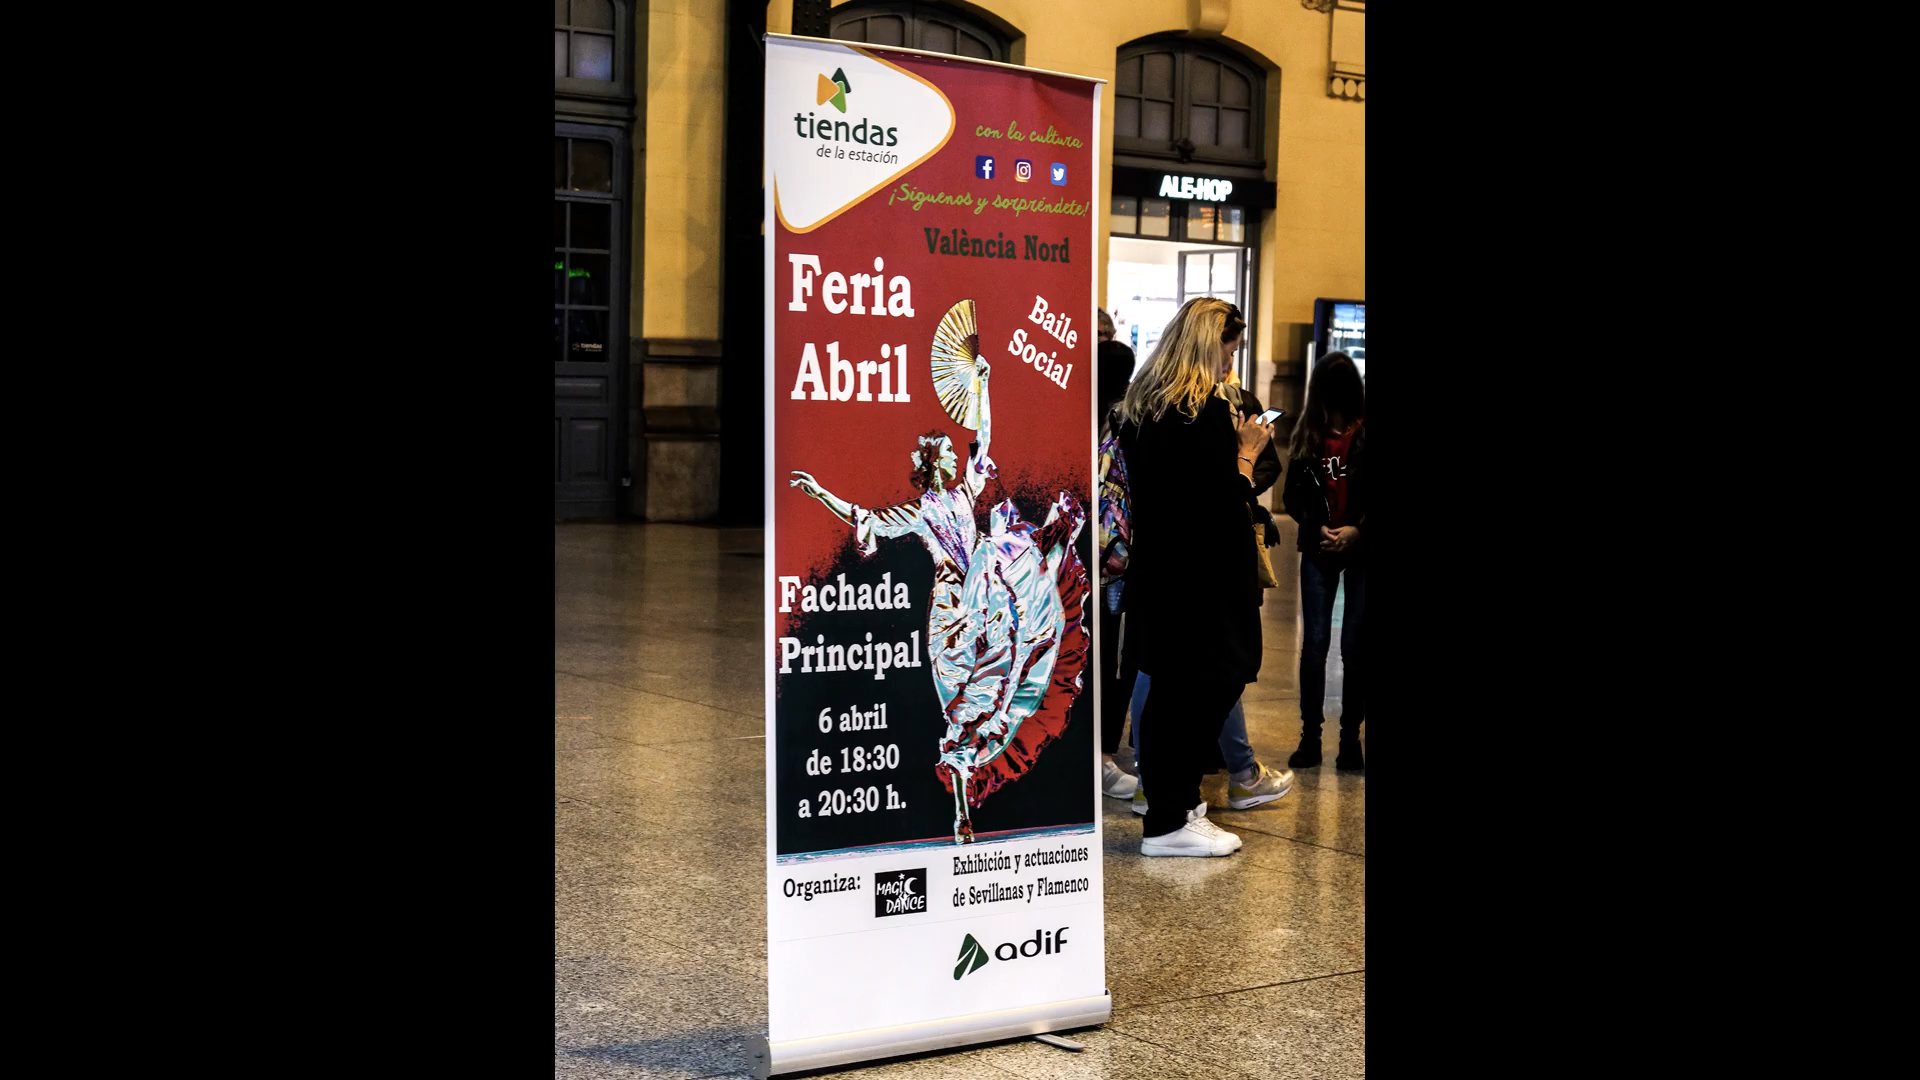 tiendas
de la estación
con la cultura
¡Síguenos y sorpréndete!
València Nord
Feria
Abril
Baile
Social
Fachada
Principal
6 abril
de 18:30
a 20:30 h.
Organiza:
MAGIC
DANCE
Exhibición y actuaciones
de Sevillanas y Flamenco
adif
ALE-HOP
tiendas